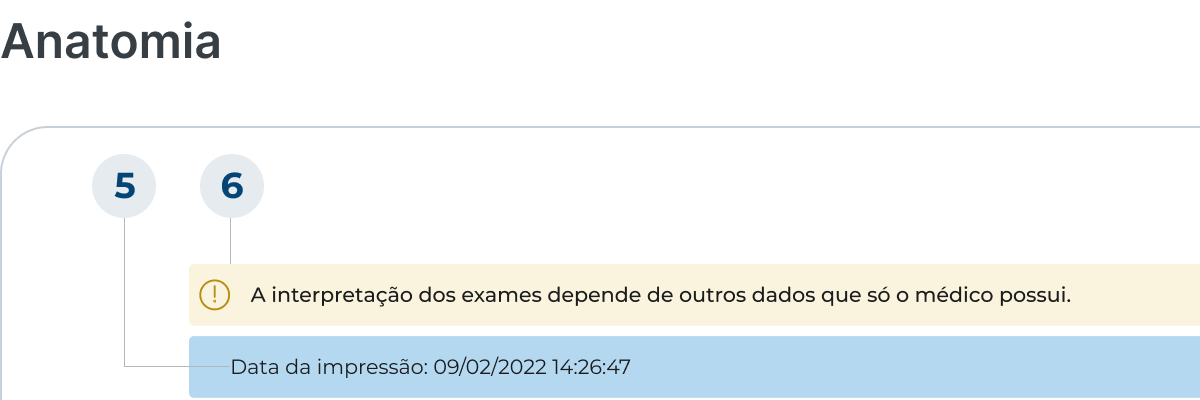 Anatomia
5 6
A interpretação dos exames depende de outros dados que só o médico possui.
Data da impressão: 09/02/2022 14:26:47